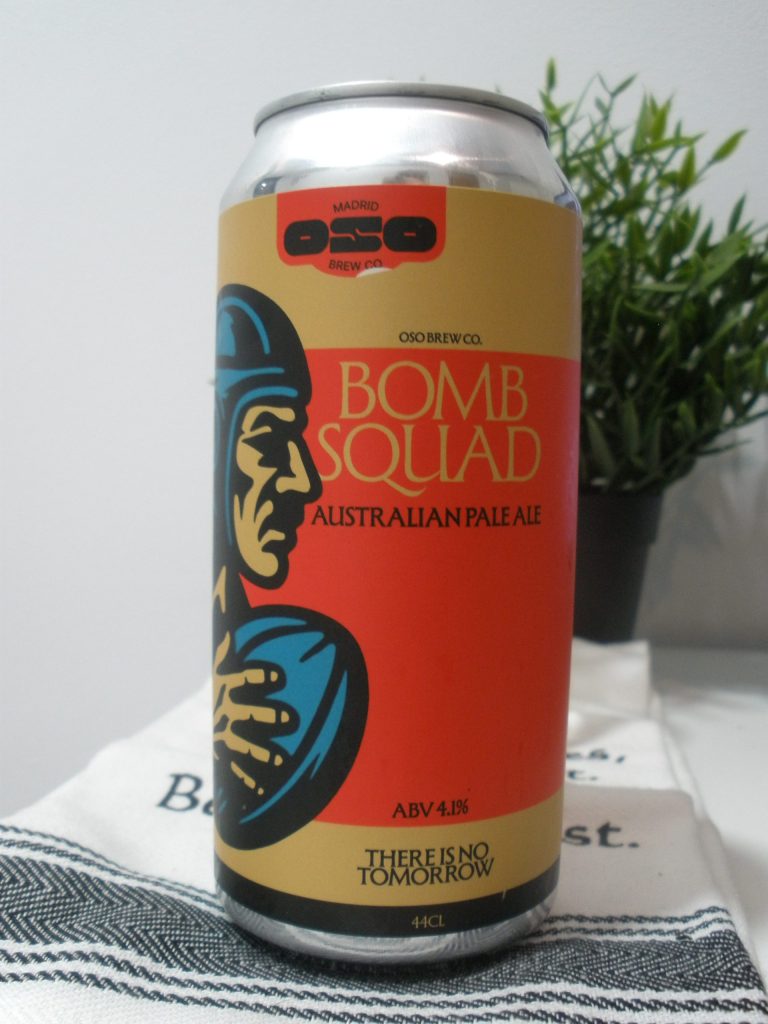 MADRID
OSO
BREW CO
OSO BREW CO.
BOMB
SQUAD
AUSTRALIAN PALE ALE
ABV 4.1%
THERE IS NO
TOMORROW
44CL